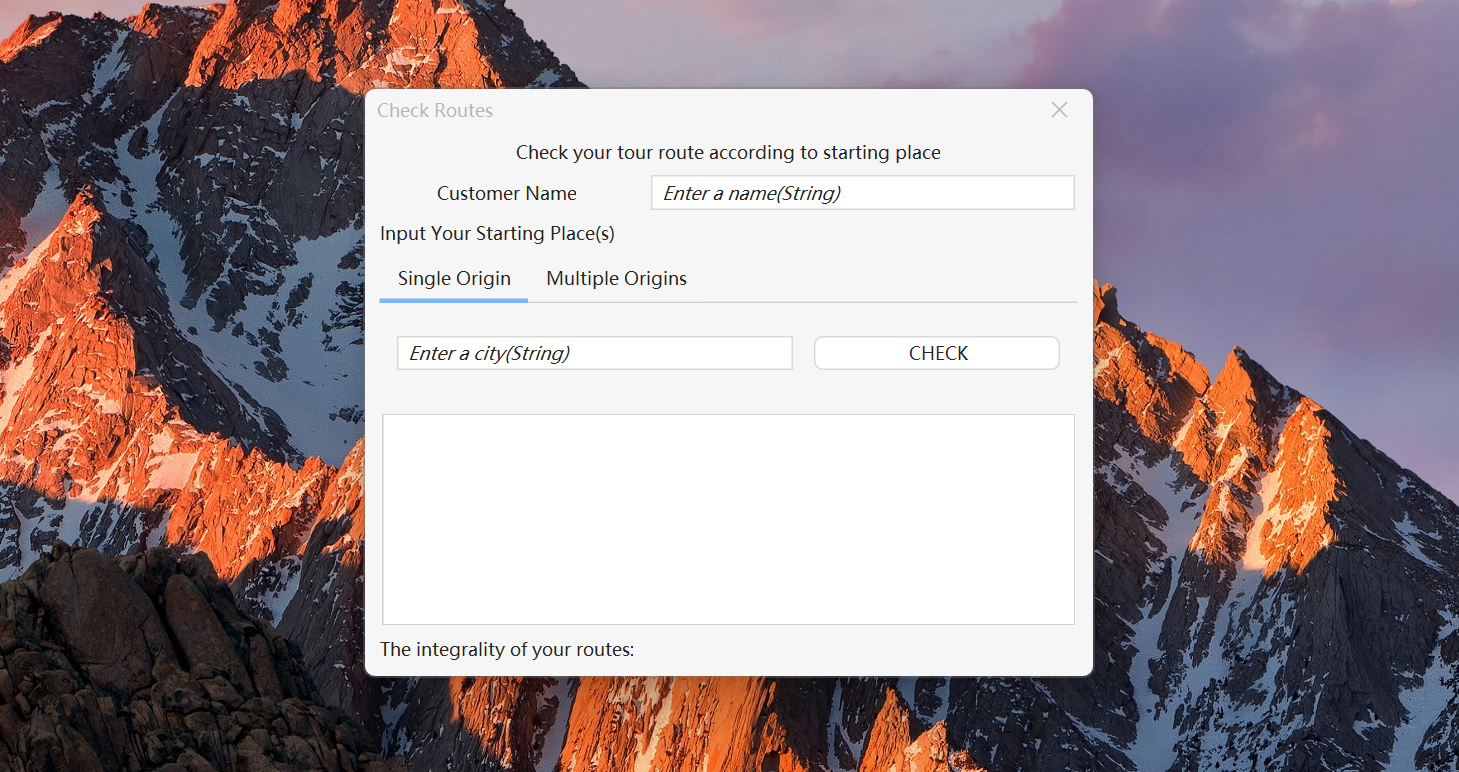 Check Routes
Check your tour route according to starting place
Customer Name Enter a name(String)
Input Your Starting Place(s)
Single Origin Multiple Origins
Enter a city(String) CHECK
The integrality of your routes: